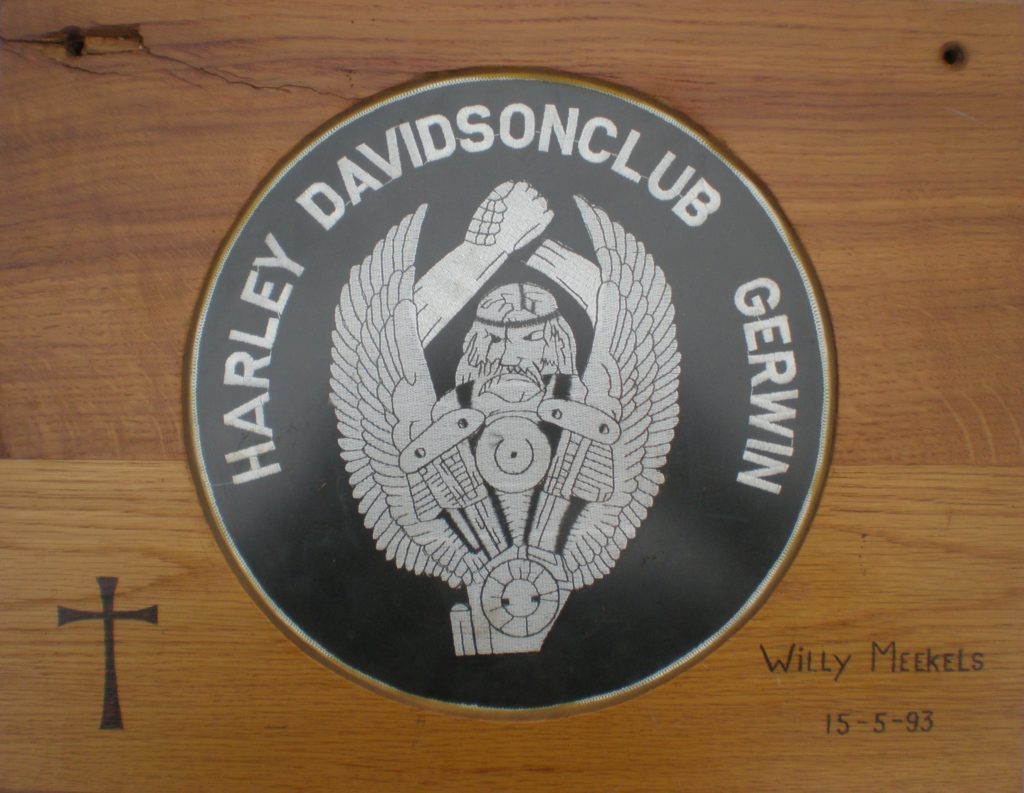 HARLEY DAVIDSONCLUB GERWIN
WiLLY MEEKELS
15-5-93